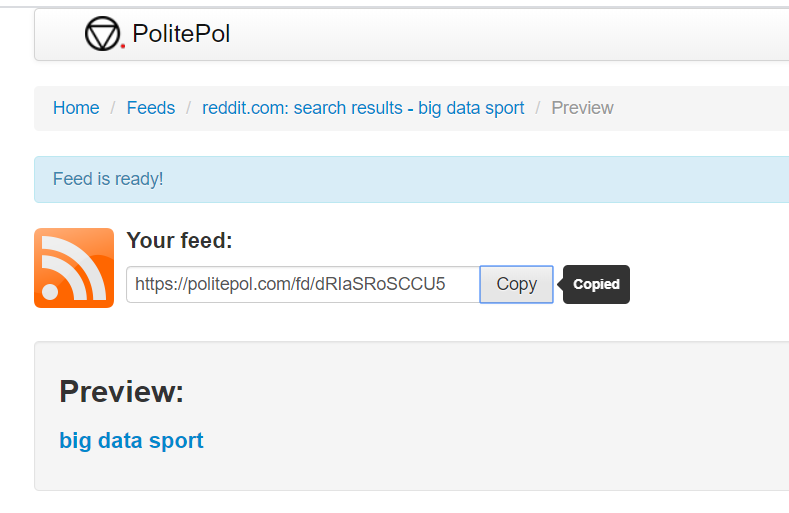 PolitePol
Home / Feeds / reddit.com: search results - big data sport / Preview
Feed is ready!
Your feed:
https://politepol.com/fd/dRIaSRoSCCU5 Copy Copied
Preview:
big data sport